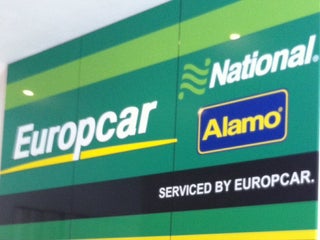 Europcar
National®
Alamo®
SERVICED BY EUROPCAR.